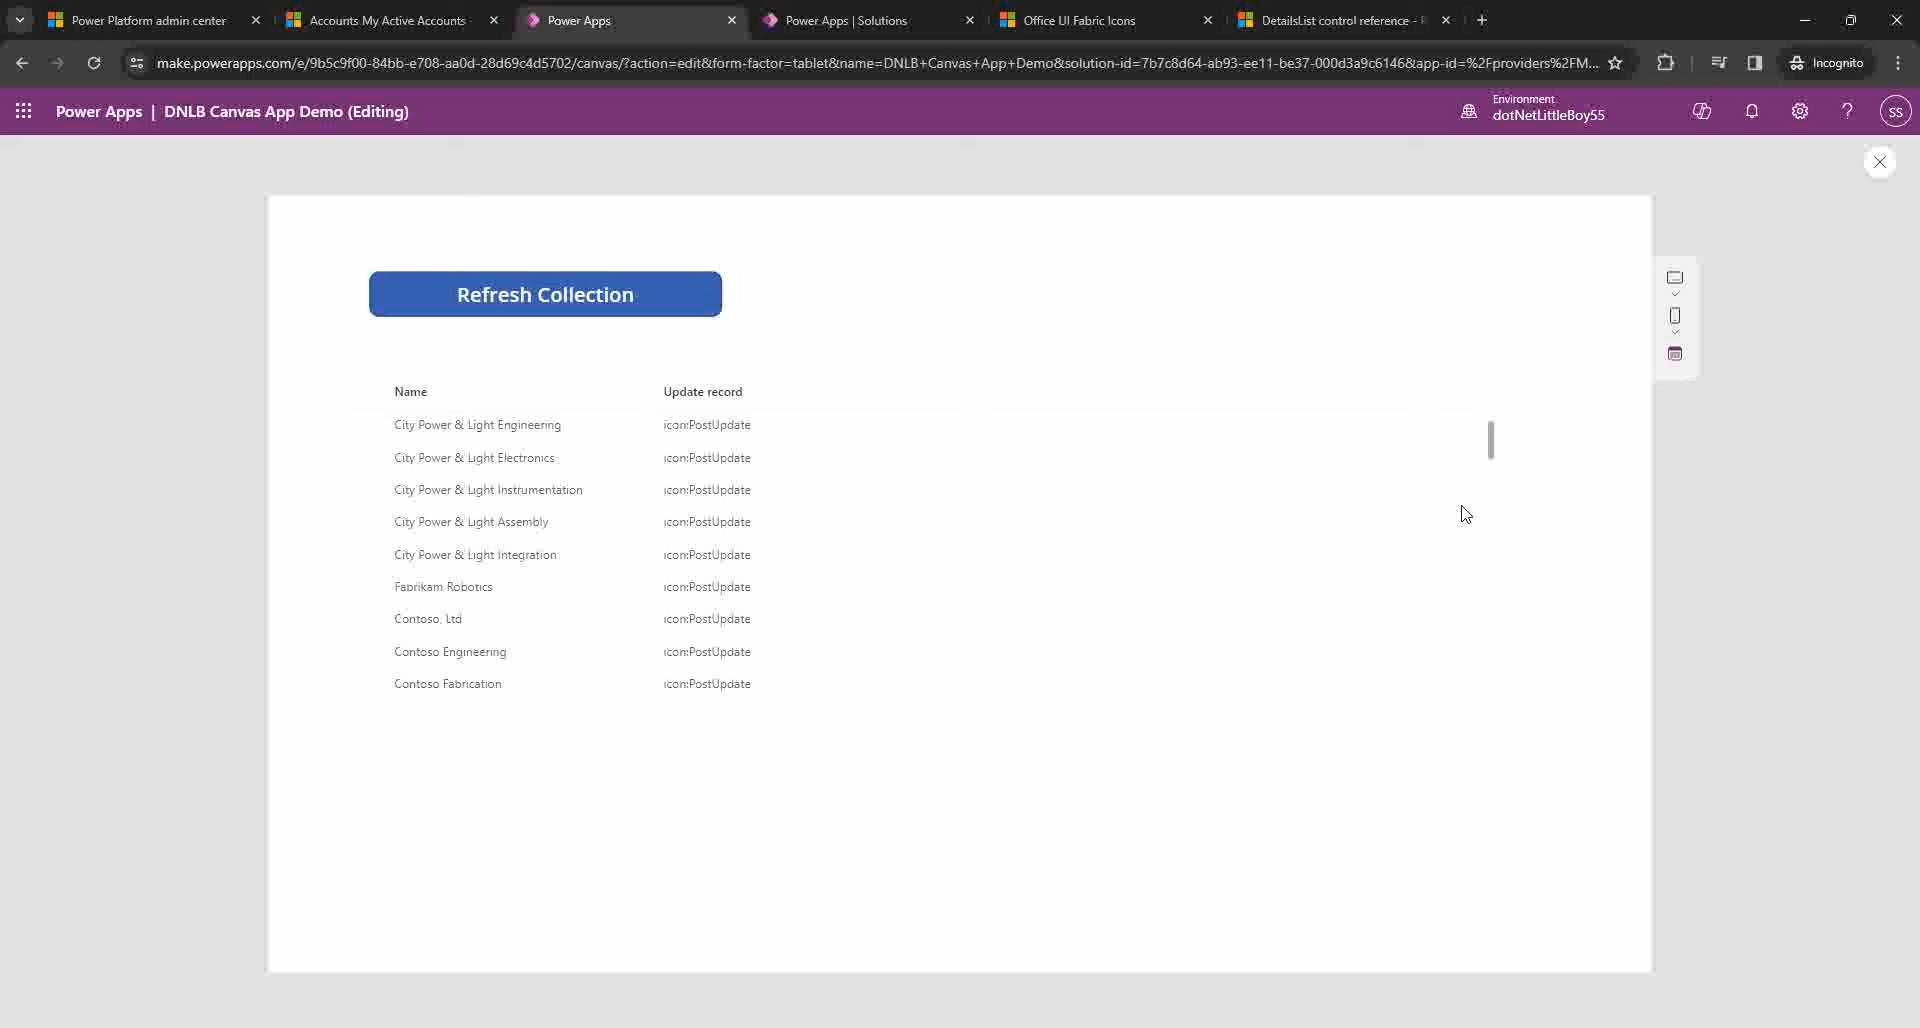 Power Platform admin center
Accounts My Active Accounts
Power Apps
Power Apps | Solutions
Office UI Fabric Icons
DetailsList control reference -
make.powerapps.com/e/9b5c9f00-84bb-e708-aa0d-28d69c4d5702/canvas/?action=edit&form-factor=tablet&name=DNLB+Canvas+App+Demo&solution-id=7b7c8d64-ab93-ee11-be37-000d3a9c6146&app-id=%2Fproviders%2FM...
Incognito
Power Apps | DNLB Canvas App Demo (Editing)
Environment
dotNetLittleBoy55
?
SS
Refresh Collection
Name Update record
City Power & Light Engineering icon:PostUpdate
City Power & Light Electronics icon:PostUpdate
City Power & Light Instrumentation icon:PostUpdate
City Power & Light Assembly icon:PostUpdate
City Power & Light Integration icon:PostUpdate
Fabrikam Robotics icon:PostUpdate
Contoso, Ltd icon:PostUpdate
Contoso Engineering icon:PostUpdate
Contoso Fabrication icon:PostUpdate